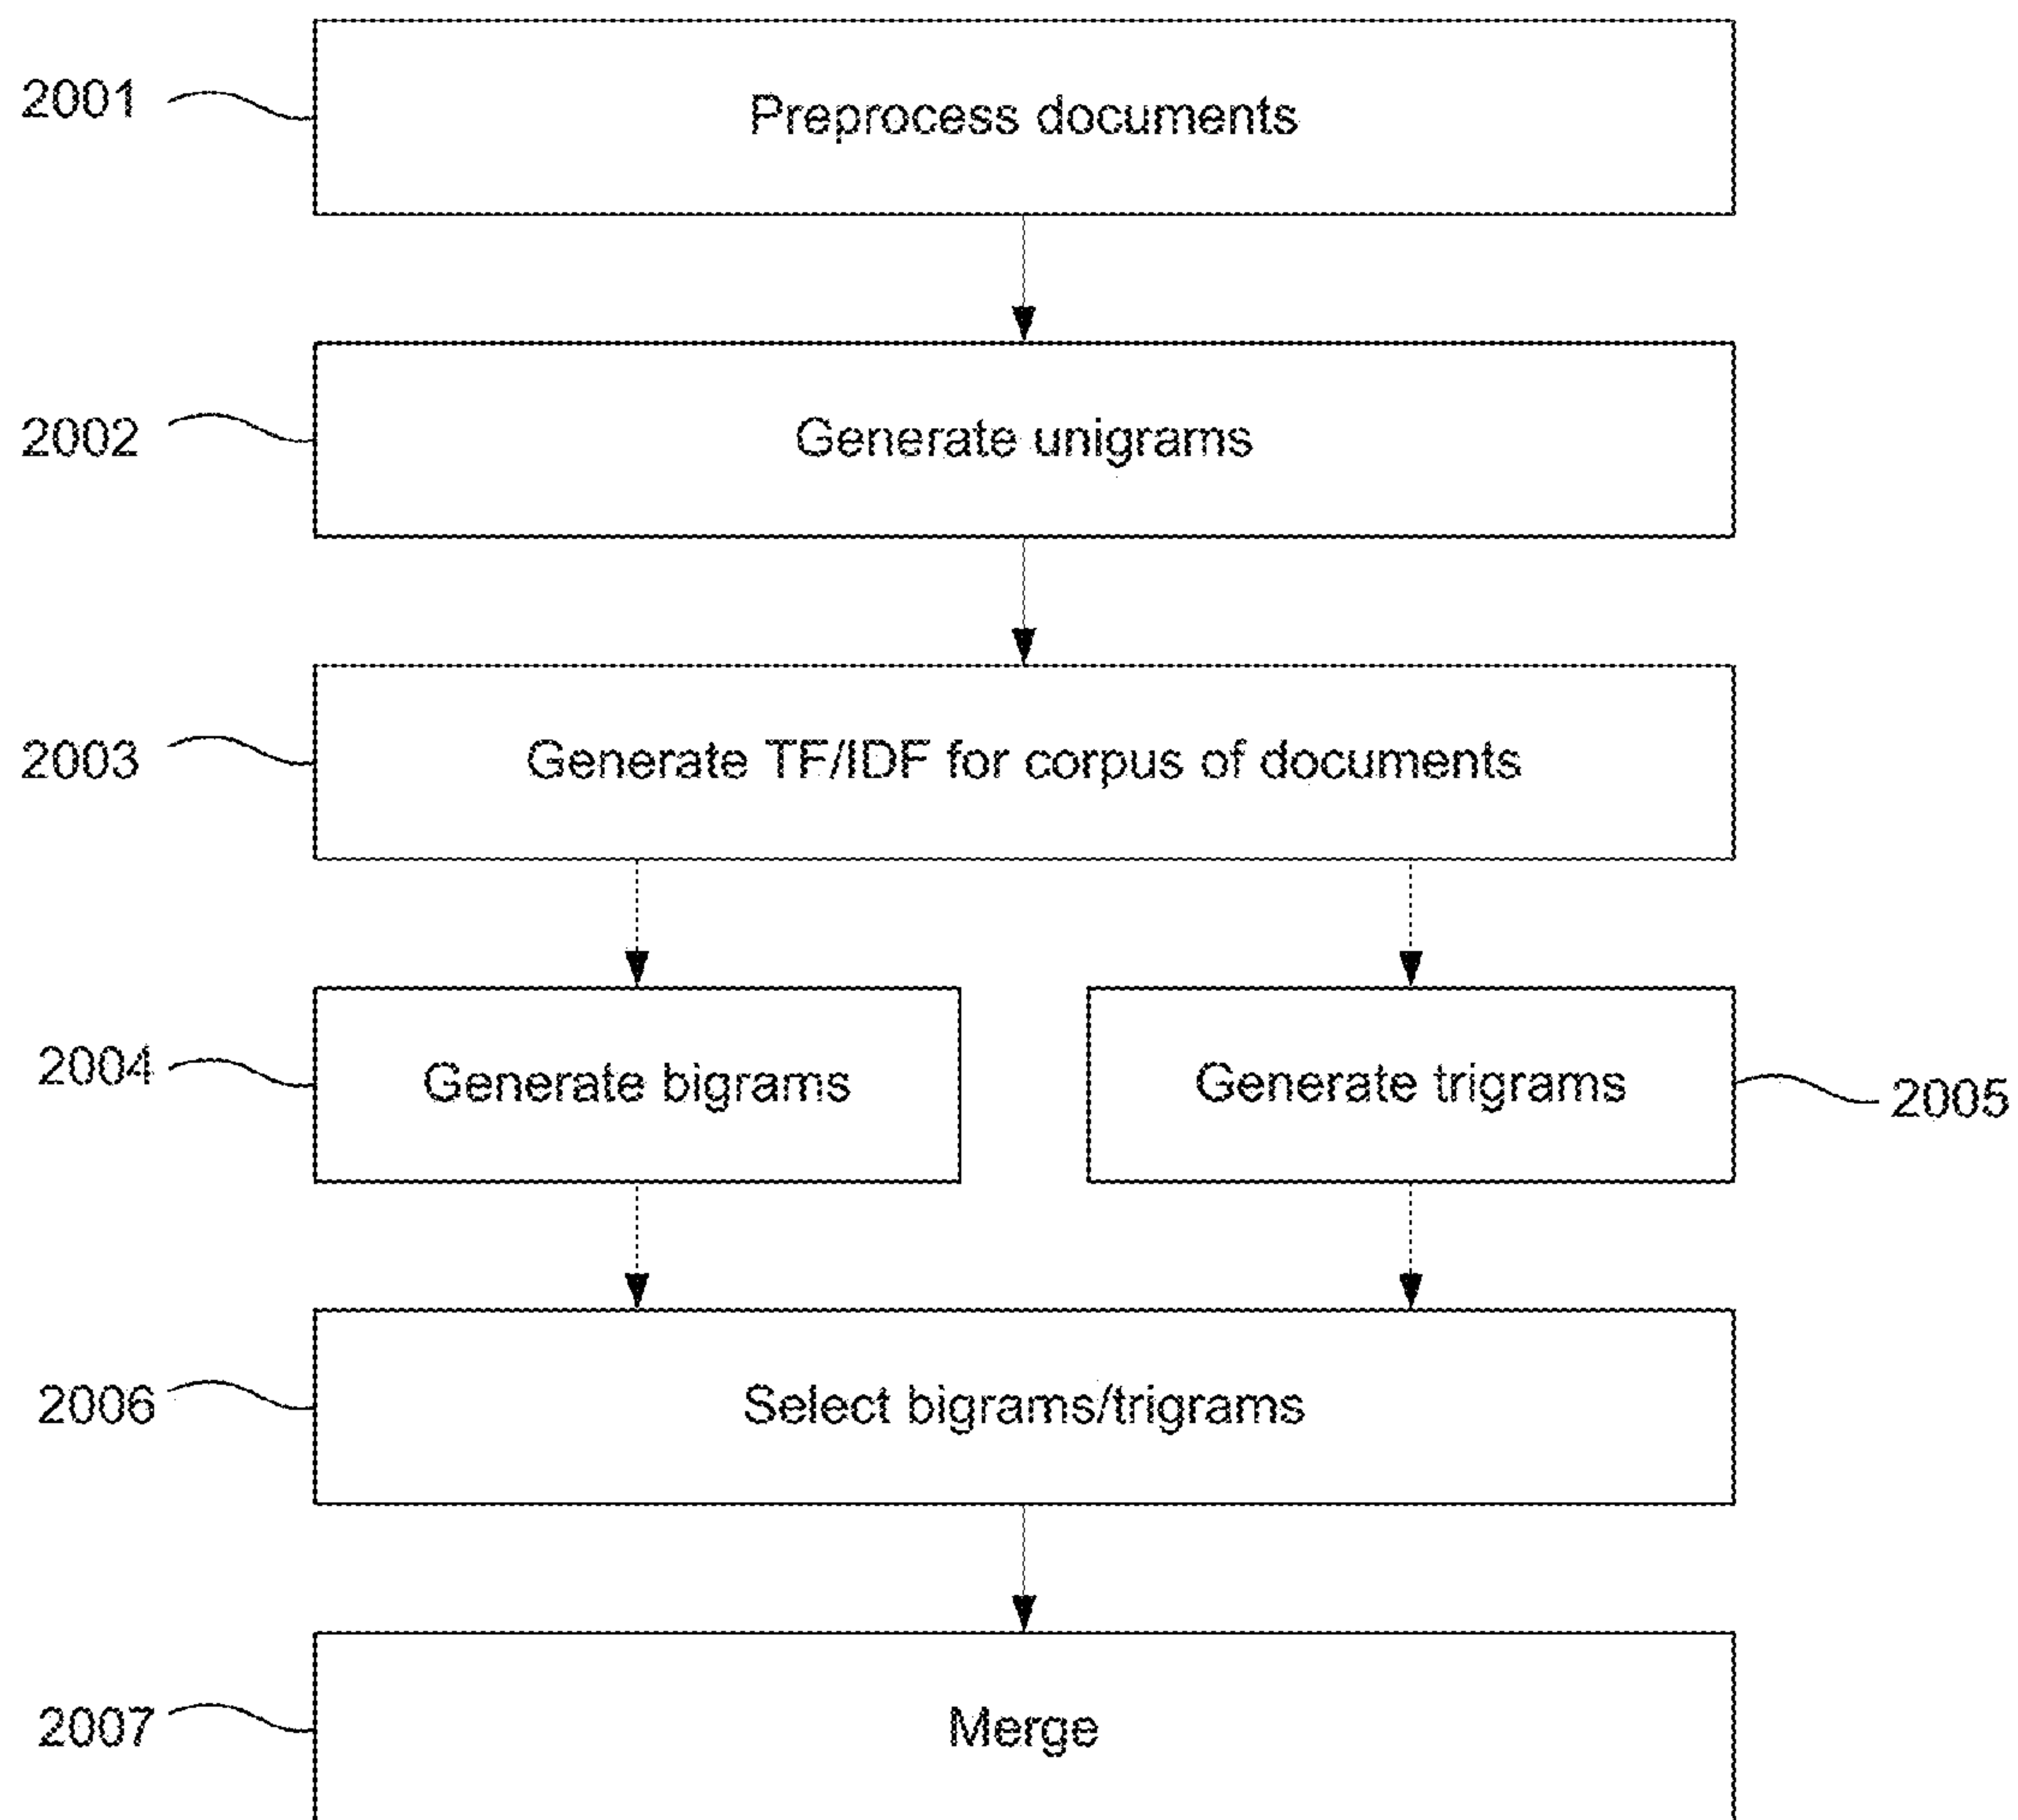 2001
Preprocess documents
2002
Generate unigrams
2003
Generate TF/IDF for corpus of documents
2004
Generate bigrams
Generate trigrams
2005
2006
Select bigrams/trigrams
2007
Merge